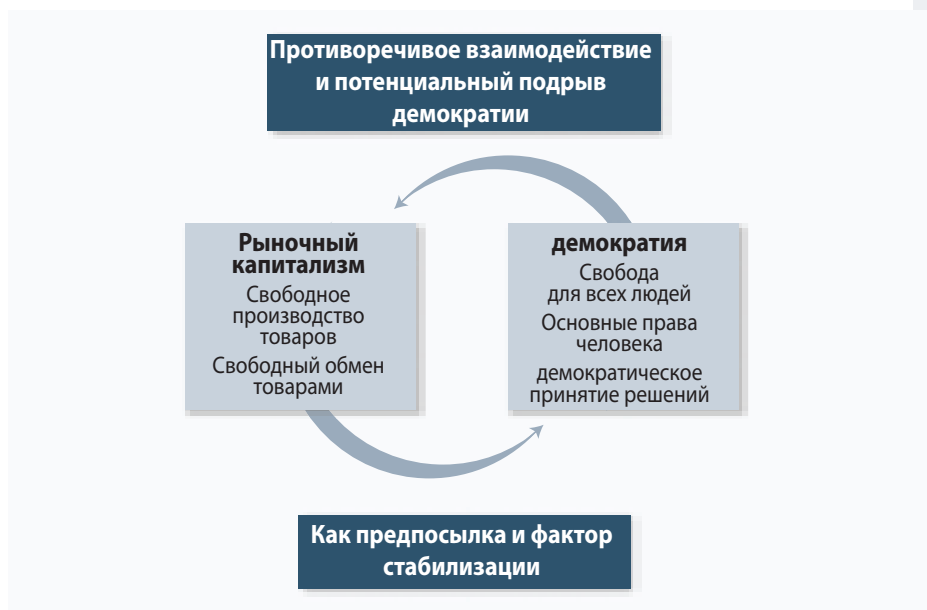 Противоречивое взаимодействие
и потенциальный подрыв
демократии
Рыночный
капитализм
Свободное
производство
товаров
Свободный обмен
товарами
демократия
Свобода
для всех людей
Основные права
человека
демократическое
принятие решений
Как предпосылка и фактор
стабилизации